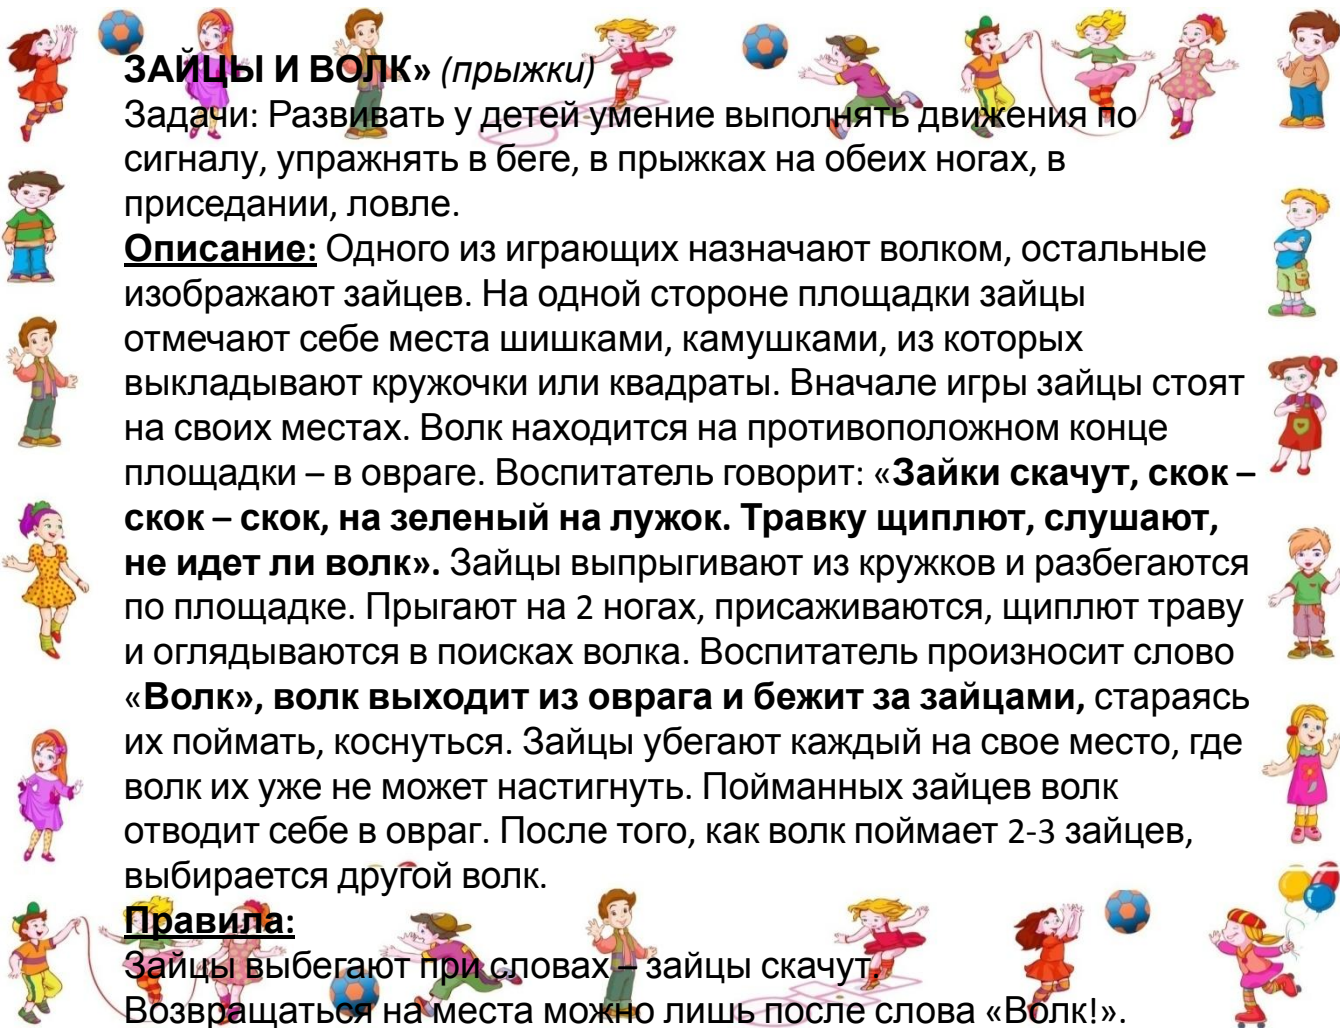 ЗАЙЦЫ И ВОЛК» (прыжки)
Задачи: Развивать у детей умение выполнять движения по
сигналу, упражнять в беге, в прыжках на обеих ногах, в
приседании, ловле.
Описание: Одного из играющих назначают волком, остальные
изображают зайцев. На одной стороне площадки зайцы
отмечают себе места шишками, камушками, из которых
выкладывают кружочки или квадраты. Вначале игры зайцы стоят
на своих местах. Волк находится на противоположном конце
площадки – в овраге. Воспитатель говорит: «Зайки скачут, скок –
скок – скок, на зеленый на лужок. Травку щиплют, слушают,
не идет ли волк». Зайцы выпрыгивают из кружков и разбегаются
по площадке. Прыгают на 2 ногах, присаживаются, щиплют траву
и оглядываются в поисках волка. Воспитатель произносит слово
«Волк», волк выходит из оврага и бежит за зайцами, стараясь
их поймать, коснуться. Зайцы убегают каждый на свое место, где
волк их уже не может настигнуть. Пойманных зайцев волк
отводит себе в овраг. После того, как волк поймает 2-3 зайцев,
выбирается другой волк.
Правила:
Зайцы выбегают при словах – зайцы скачут.
Возвращаться на места можно лишь после слова «Волк!».